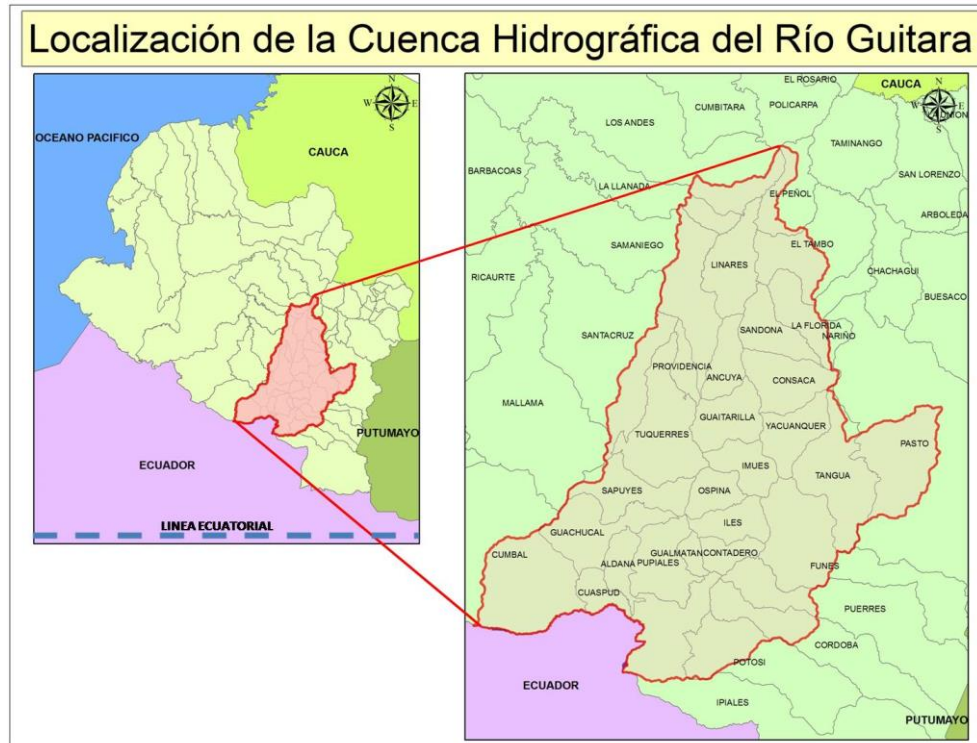 Localización de la Cuenca Hidrográfica del Río Guitara
N
W E
S
OCEANO PACIFICO
CAUCA
PUTUMAYO
ECUADOR
LINEA ECUATORIAL
EL ROSARIO
CAUCA
N
W E
S
CUMBITARA
POLICARPA
LOS ANDES
TAMINANGO
BARBACOAS
SAN LORENZO
LA LLANADA
EL PEÑOL
ARBOLEDA
SAMANIEGO
EL TAMBO
LINARES
CHACHAGUI
RICAURTE
BUESACO
SANTACRUZ
SANDONA
LA FLORIDA
NARIÑO
PROVIDENCIA
ANCUYA
CONSACA
MALLAMA
GUAITARILLA
YACUANQUER
TUQUERRES
PASTO
IMUES
TANGUA
SAPUYES
OSPINA
ILES
GUACHUCAL
CUMBAL
GUALMATAN
CONTADERO
ALDANA
PUPIALES
FUNES
CUASPUD
PUERRES
CORDOBA
POTOSI
ECUADOR
IPIALES
PUTUMAYO